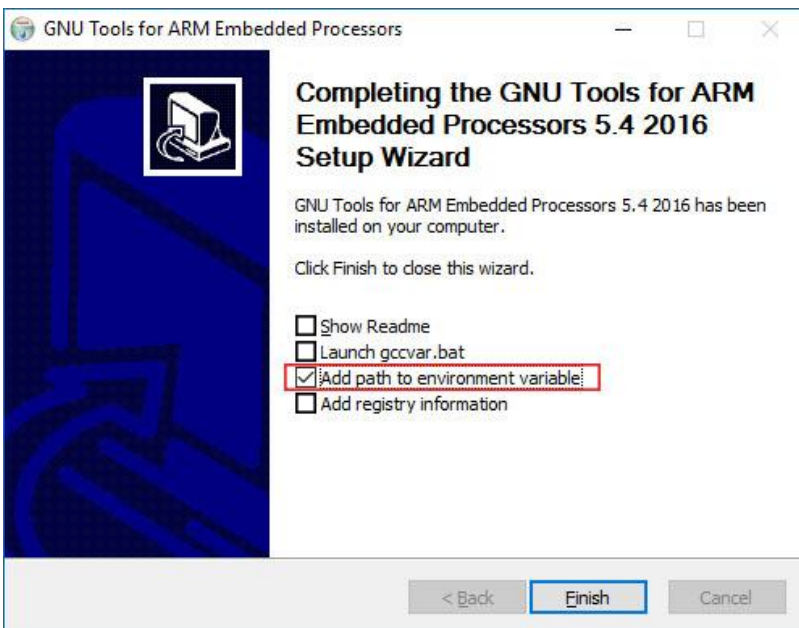 GNU Tools for ARM Embedded Processors
Completing the GNU Tools for ARM
Embedded Processors 5.4 2016
Setup Wizard
GNU Tools for ARM Embedded Processors 5.4 2016 has been
installed on your computer.
Click Finish to close this wizard.
Show Readme
Launch gccvar.bat
Add path to environment variable
Add registry information
< Back Finish Cancel